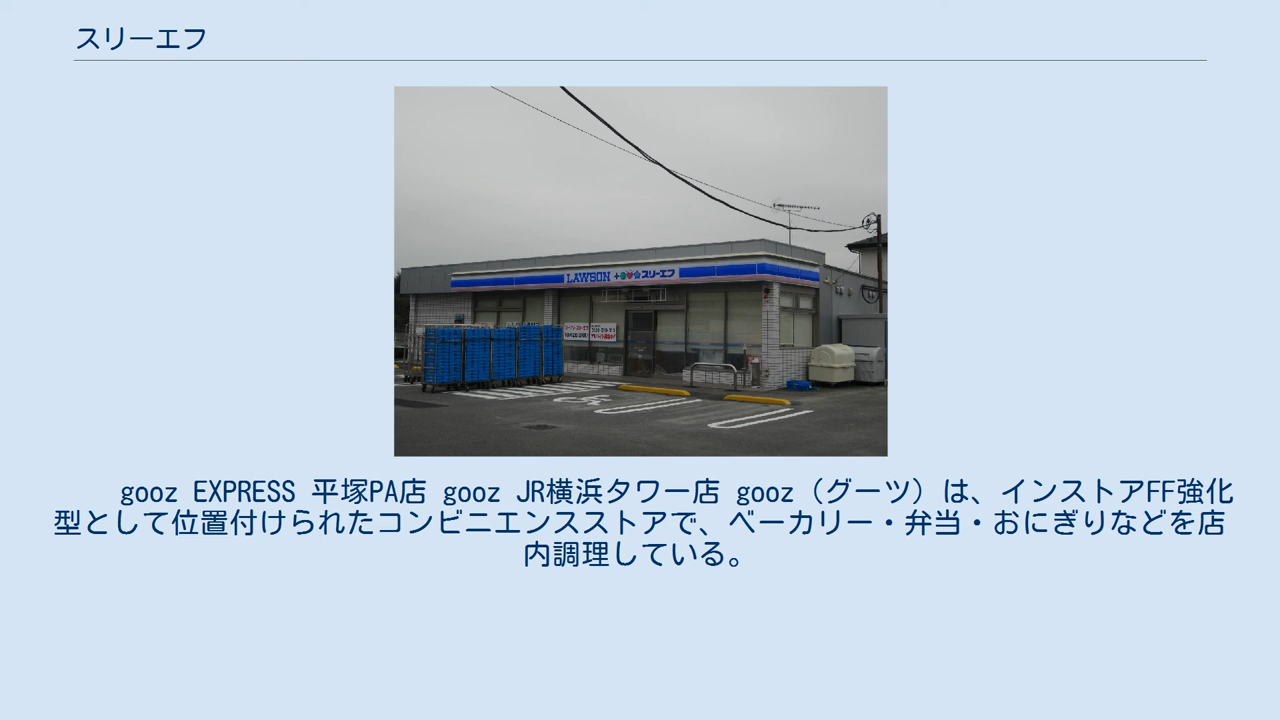 スリーエフ
LAWSON +スリーエフ
gooz EXPRESS 平塚PA店 gooz JR横浜タワー店 gooz（グーツ）は、インストアFF強化
型として位置付けられたコンビニエンスストアで、ベーカリー・弁当・おにぎりなどを店
内調理している。